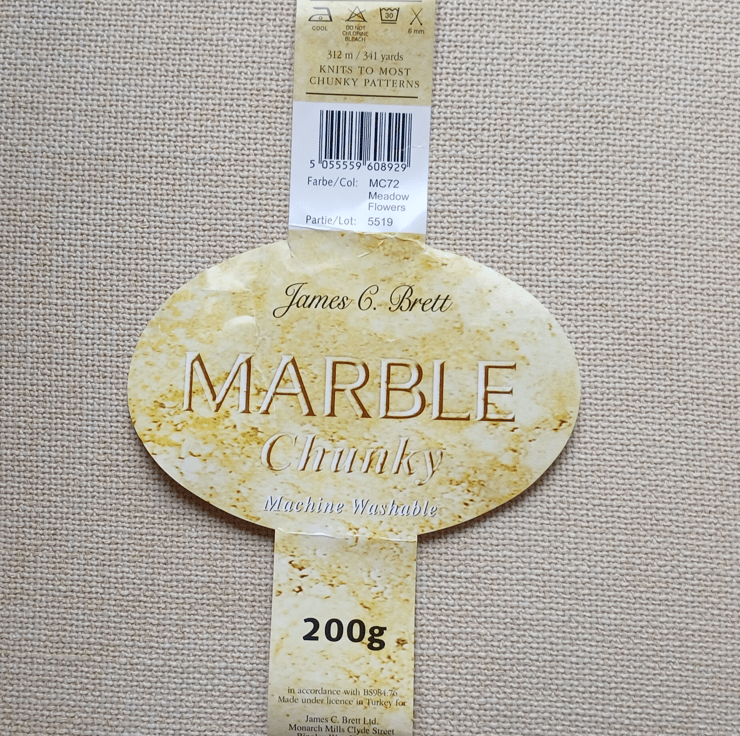 COOL
DO NOT
CHLORINE
BLEACH
30
6 mm
312 m / 341 yards
KNITS TO MOST
CHUNKY PATTERNS
5 055559 608929
Farbe/Col: MC72
Meadow
Flowers
Partie/Lot: 5519
James C. Brett
MARBLE
Chunky
Machine Washable
200g
in accordance with BS984:76
Made under licence in Turkey for
James C. Brett Ltd.
Monarch Mills Clyde Street